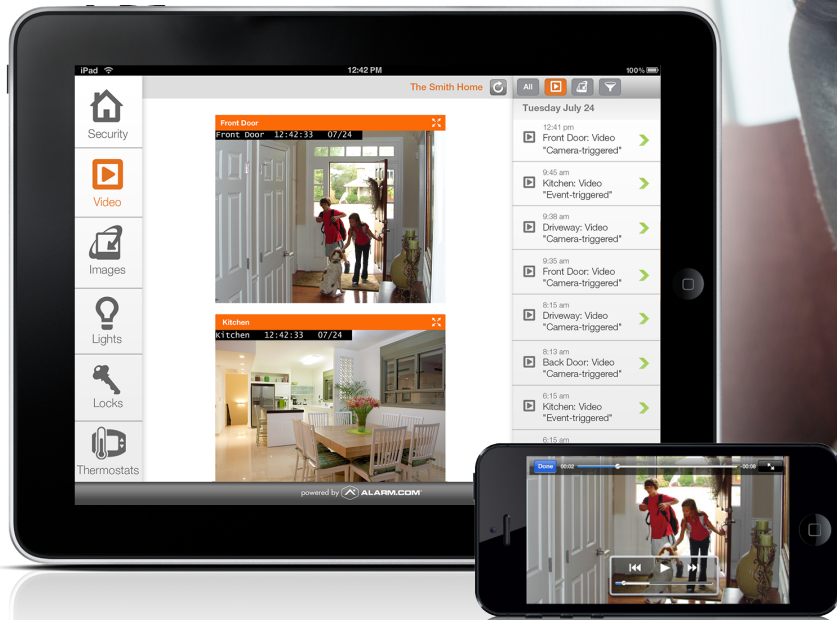 iPad
12:42 PM
100%
The Smith Home
All
Security
Video
Images
Lights
Locks
Thermostats
Front Door
Front Door 12:42:33 07/24
Kitchen
Kitchen 12:42:33 07/24
Tuesday July 24
12:41 pm
Front Door: Video
"Camera-triggered"
9:45 am
Kitchen: Video
"Event-triggered"
9:38 am
Driveway: Video
"Camera-triggered"
9:35 am
Front Door: Video
"Camera-triggered"
8:15 am
Driveway: Video
"Camera-triggered"
8:13 am
Back Door: Video
"Camera-triggered"
6:15 am
Kitchen: Video
"Event-triggered"
6:15 am
powered by ALARM.COM
Done
00:02
-00:08